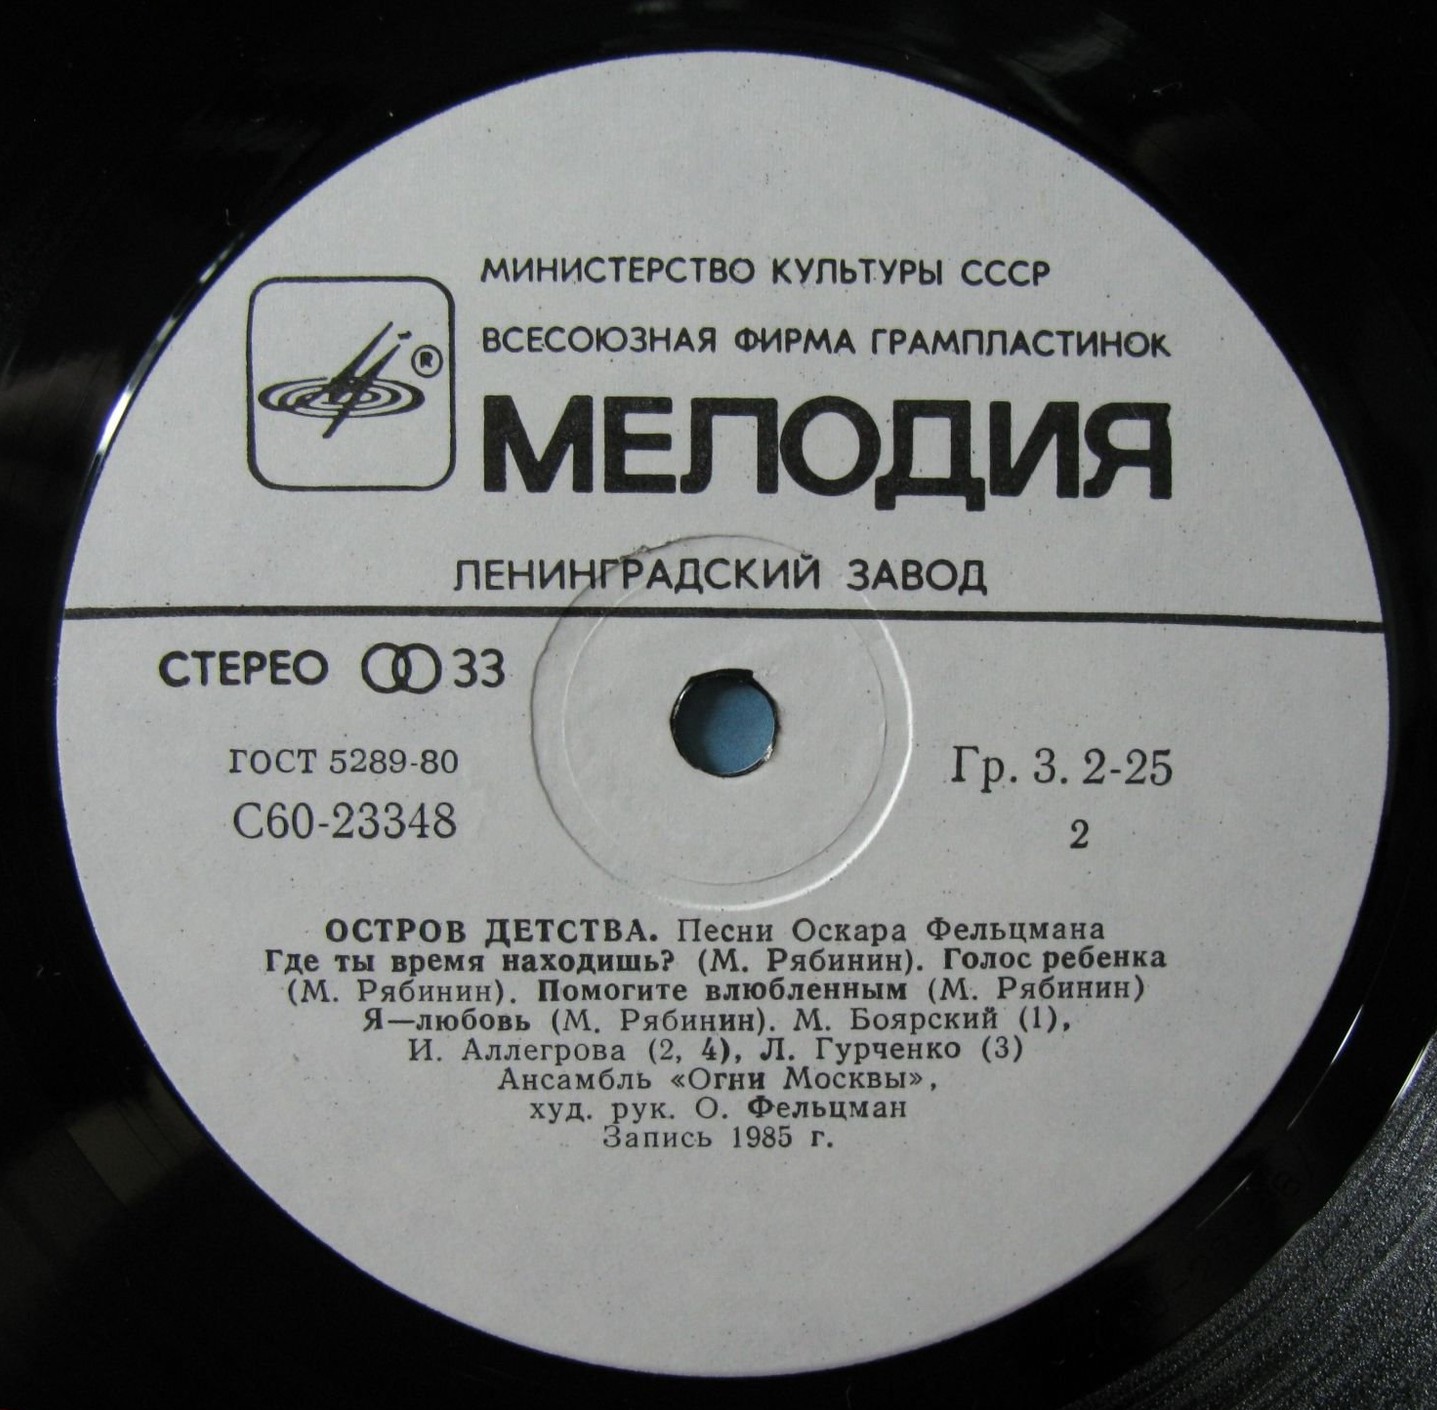 МИНИСТЕРСТВО КУЛЬТУРЫ СССР
ВСЕСОЮЗНАЯ ФИРМА ГРАМПЛАСТИНОК
®
МЕЛОДИЯ
ЛЕНИНГРАДСКИЙ ЗАВОД
СТЕРЕО 33
ГОСТ 5289-80
Гр. 3. 2-25
С60-23348
2
ОСТРОВ ДЕТСТВА. Песни Оскара Фельцмана
Где ты время находишь? (М. Рябинин). Голос ребенка
(М. Рябинин). Помогите влюбленным (М. Рябинин)
Я—любовь (М. Рябинин). М. Боярский (1),
И. Аллегрова (2, 4), Л. Гурченко (3)
Ансамбль «Огни Москвы»,
худ. рук. О. Фельцман
Запись 1985 г.